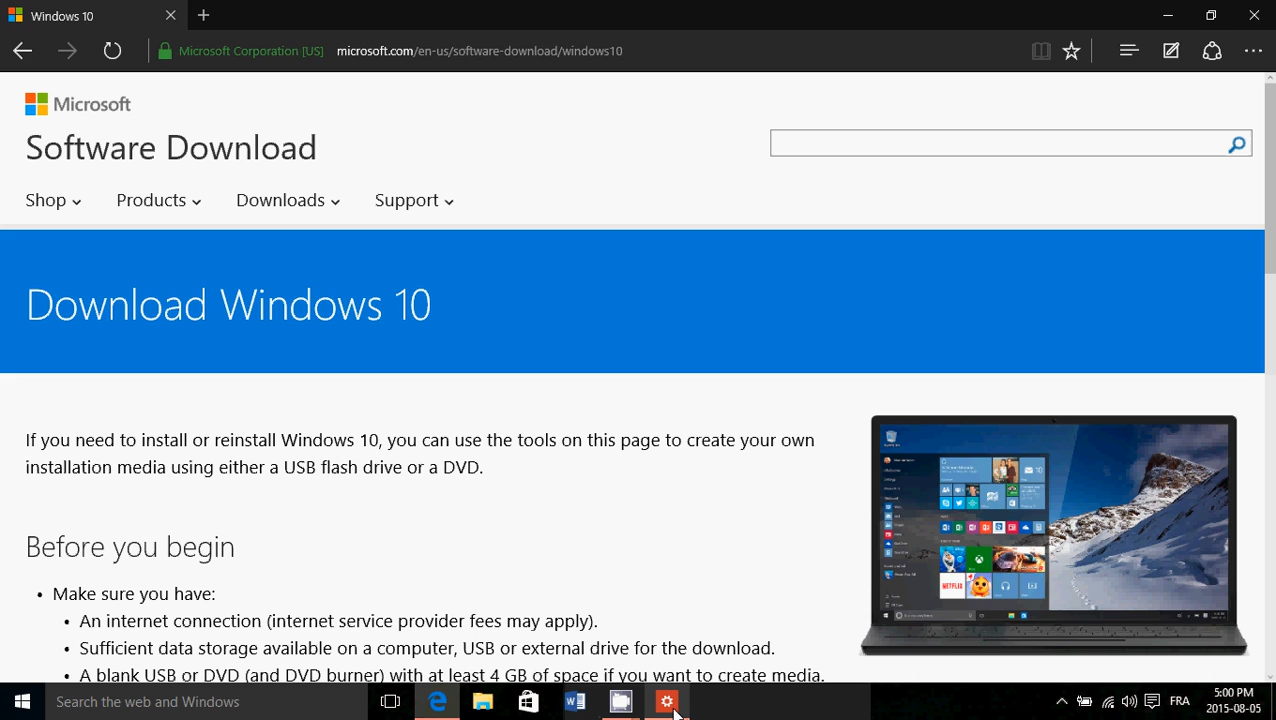 Windows 10
Microsoft Corporation [US] microsoft.com/en-us/software-download/windows10
Microsoft
Software Download
Shop Products Downloads Support
Download Windows 10
If you need to install or reinstall Windows 10, you can use the tools on this page to create your own
installation media using either a USB flash drive or a DVD.
Before you begin
• Make sure you have:
• An internet connection (internet service provider fees may apply).
• Sufficient data storage available on a computer, USB or external drive for the download.
• A blank USB or DVD (and DVD burner) with at least 4 GB of space if you want to create media.
NETFLIX
Search the web and Windows
FRA
5:00 PM
2015-08-05